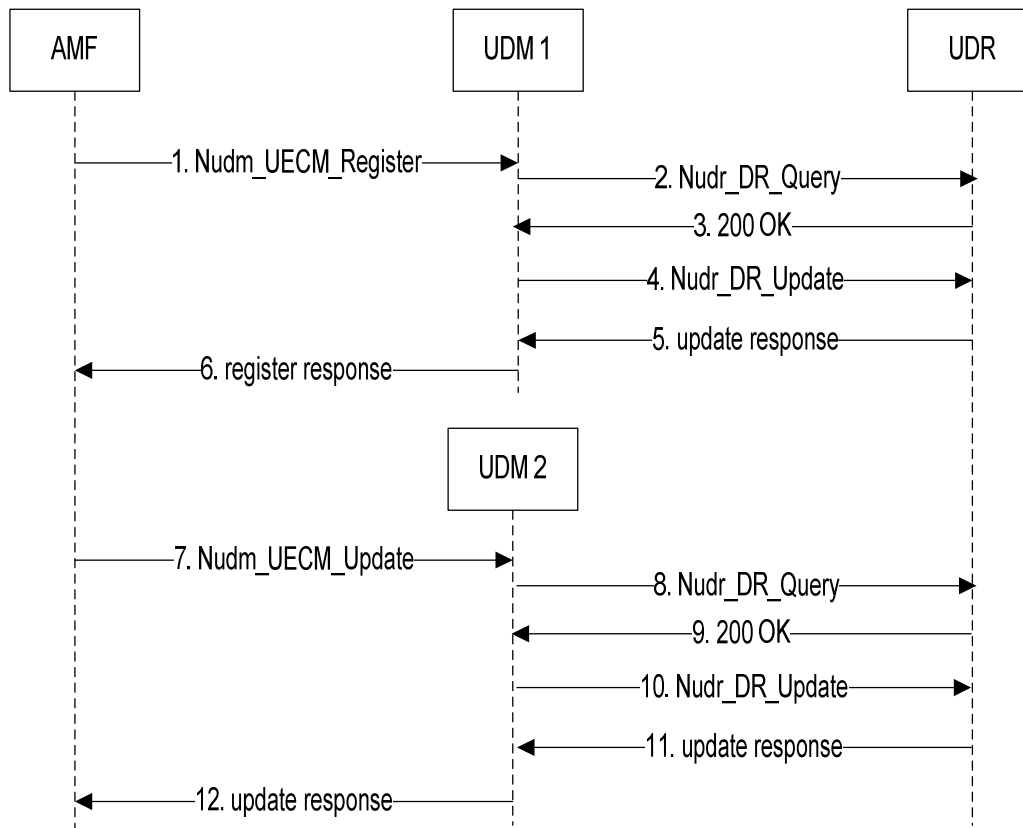 AMF
UDM 1
UDR
1. Nudm_UECM_Register
2. Nudr_DR_Query
3. 200 OK
4. Nudr_DR_Update
5. update response
6. register response
UDM 2
7. Nudm_UECM_Update
8. Nudr_DR_Query
9. 200 OK
10. Nudr_DR_Update
11. update response
12. update response